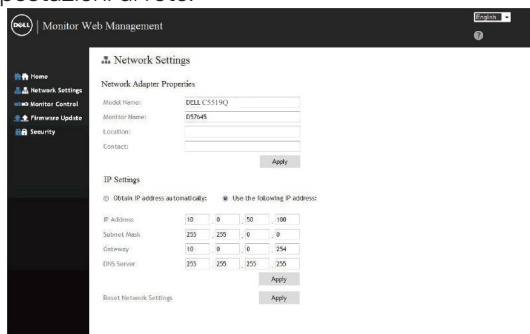 postazioni di rete.
DELL Monitor Web Management
English
?
Home
Network Settings
Monitor Control
Firmware Update
Security
Network Settings
Network Adapter Properties
Model Name: DELL C5519Q
Monitor Name: D57645
Location:
Contact:
Apply
IP Settings
Obtain IP address automatically: Use the following IP address:
IP Address 10 . 0 . 50 . 100
Subnet Mask 255 . 255 . 0 . 0
Gateway 10 . 0 . 0 . 254
DNS Server 255 . 255 . 255 . 255
Apply
Reset Network Settings Apply